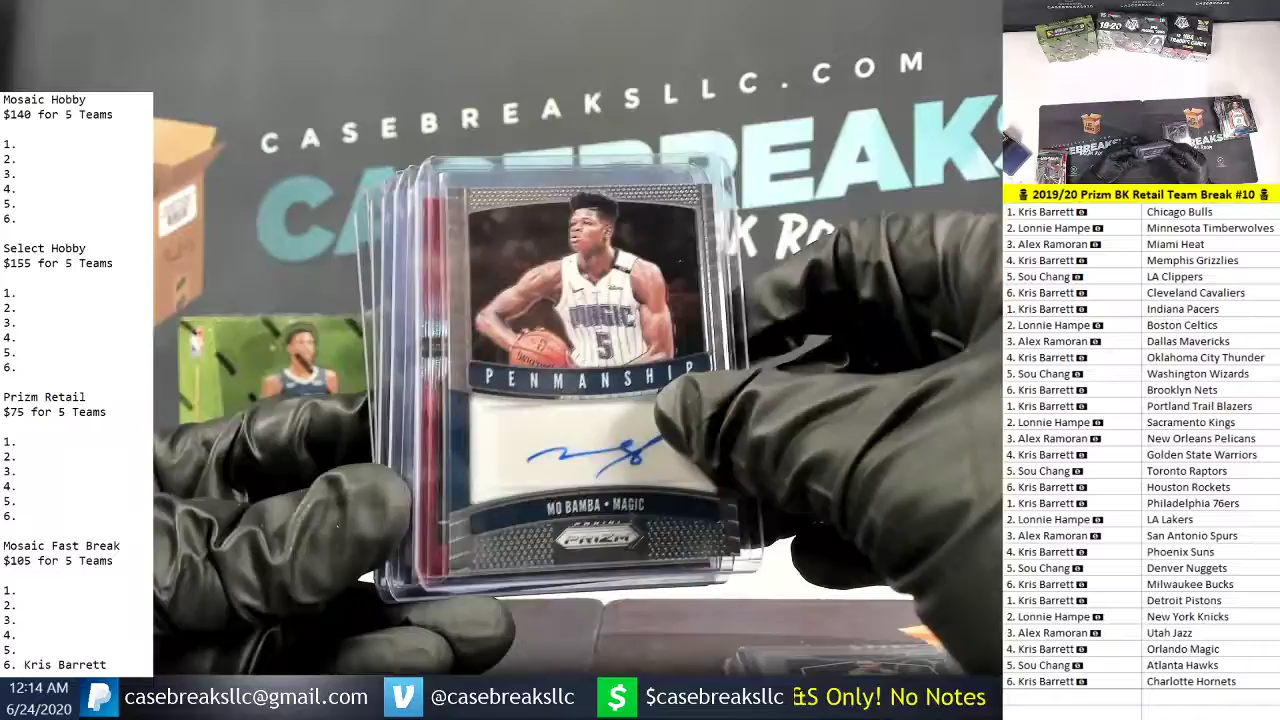 Mosaic Hobby
$140 for 5 Teams
1.
2.
3.
4.
5.
6.
Select Hobby
$155 for 5 Teams
1.
2.
3.
4.
5.
6.
Prizm Retail
$75 for 5 Teams
1.
2.
3.
4.
5.
6.
Mosaic Fast Break
$105 for 5 Teams
1.
2.
3.
4.
5.
6. Kris Barrett
CASEBREAKSLLC.COM
MAGIC
5
PENMANSHIP
MO BAMBA • MAGIC
PANINI
PRIZM
19-20
2019/20 Prizm BK Retail Team Break #10
1. Kris Barrett Chicago Bulls
2. Lonnie Hampe Minnesota Timberwolves
3. Alex Ramoran Miami Heat
4. Kris Barrett Memphis Grizzlies
5. Sou Chang LA Clippers
6. Kris Barrett Cleveland Cavaliers
1. Kris Barrett Indiana Pacers
2. Lonnie Hampe Boston Celtics
3. Alex Ramoran Dallas Mavericks
4. Kris Barrett Oklahoma City Thunder
5. Sou Chang Washington Wizards
6. Kris Barrett Brooklyn Nets
1. Kris Barrett Portland Trail Blazers
2. Lonnie Hampe Sacramento Kings
3. Alex Ramoran New Orleans Pelicans
4. Kris Barrett Golden State Warriors
5. Sou Chang Toronto Raptors
6. Kris Barrett Houston Rockets
1. Kris Barrett Philadelphia 76ers
2. Lonnie Hampe LA Lakers
3. Alex Ramoran San Antonio Spurs
4. Kris Barrett Phoenix Suns
5. Sou Chang Denver Nuggets
6. Kris Barrett Milwaukee Bucks
1. Kris Barrett Detroit Pistons
2. Lonnie Hampe New York Knicks
3. Alex Ramoran Utah Jazz
4. Kris Barrett Orlando Magic
5. Sou Chang Atlanta Hawks
6. Kris Barrett Charlotte Hornets
12:14 AM
6/24/2020
casebreaksllc@gmail.com
@casebreaksllc
$casebreaksllc
S Only! No Notes